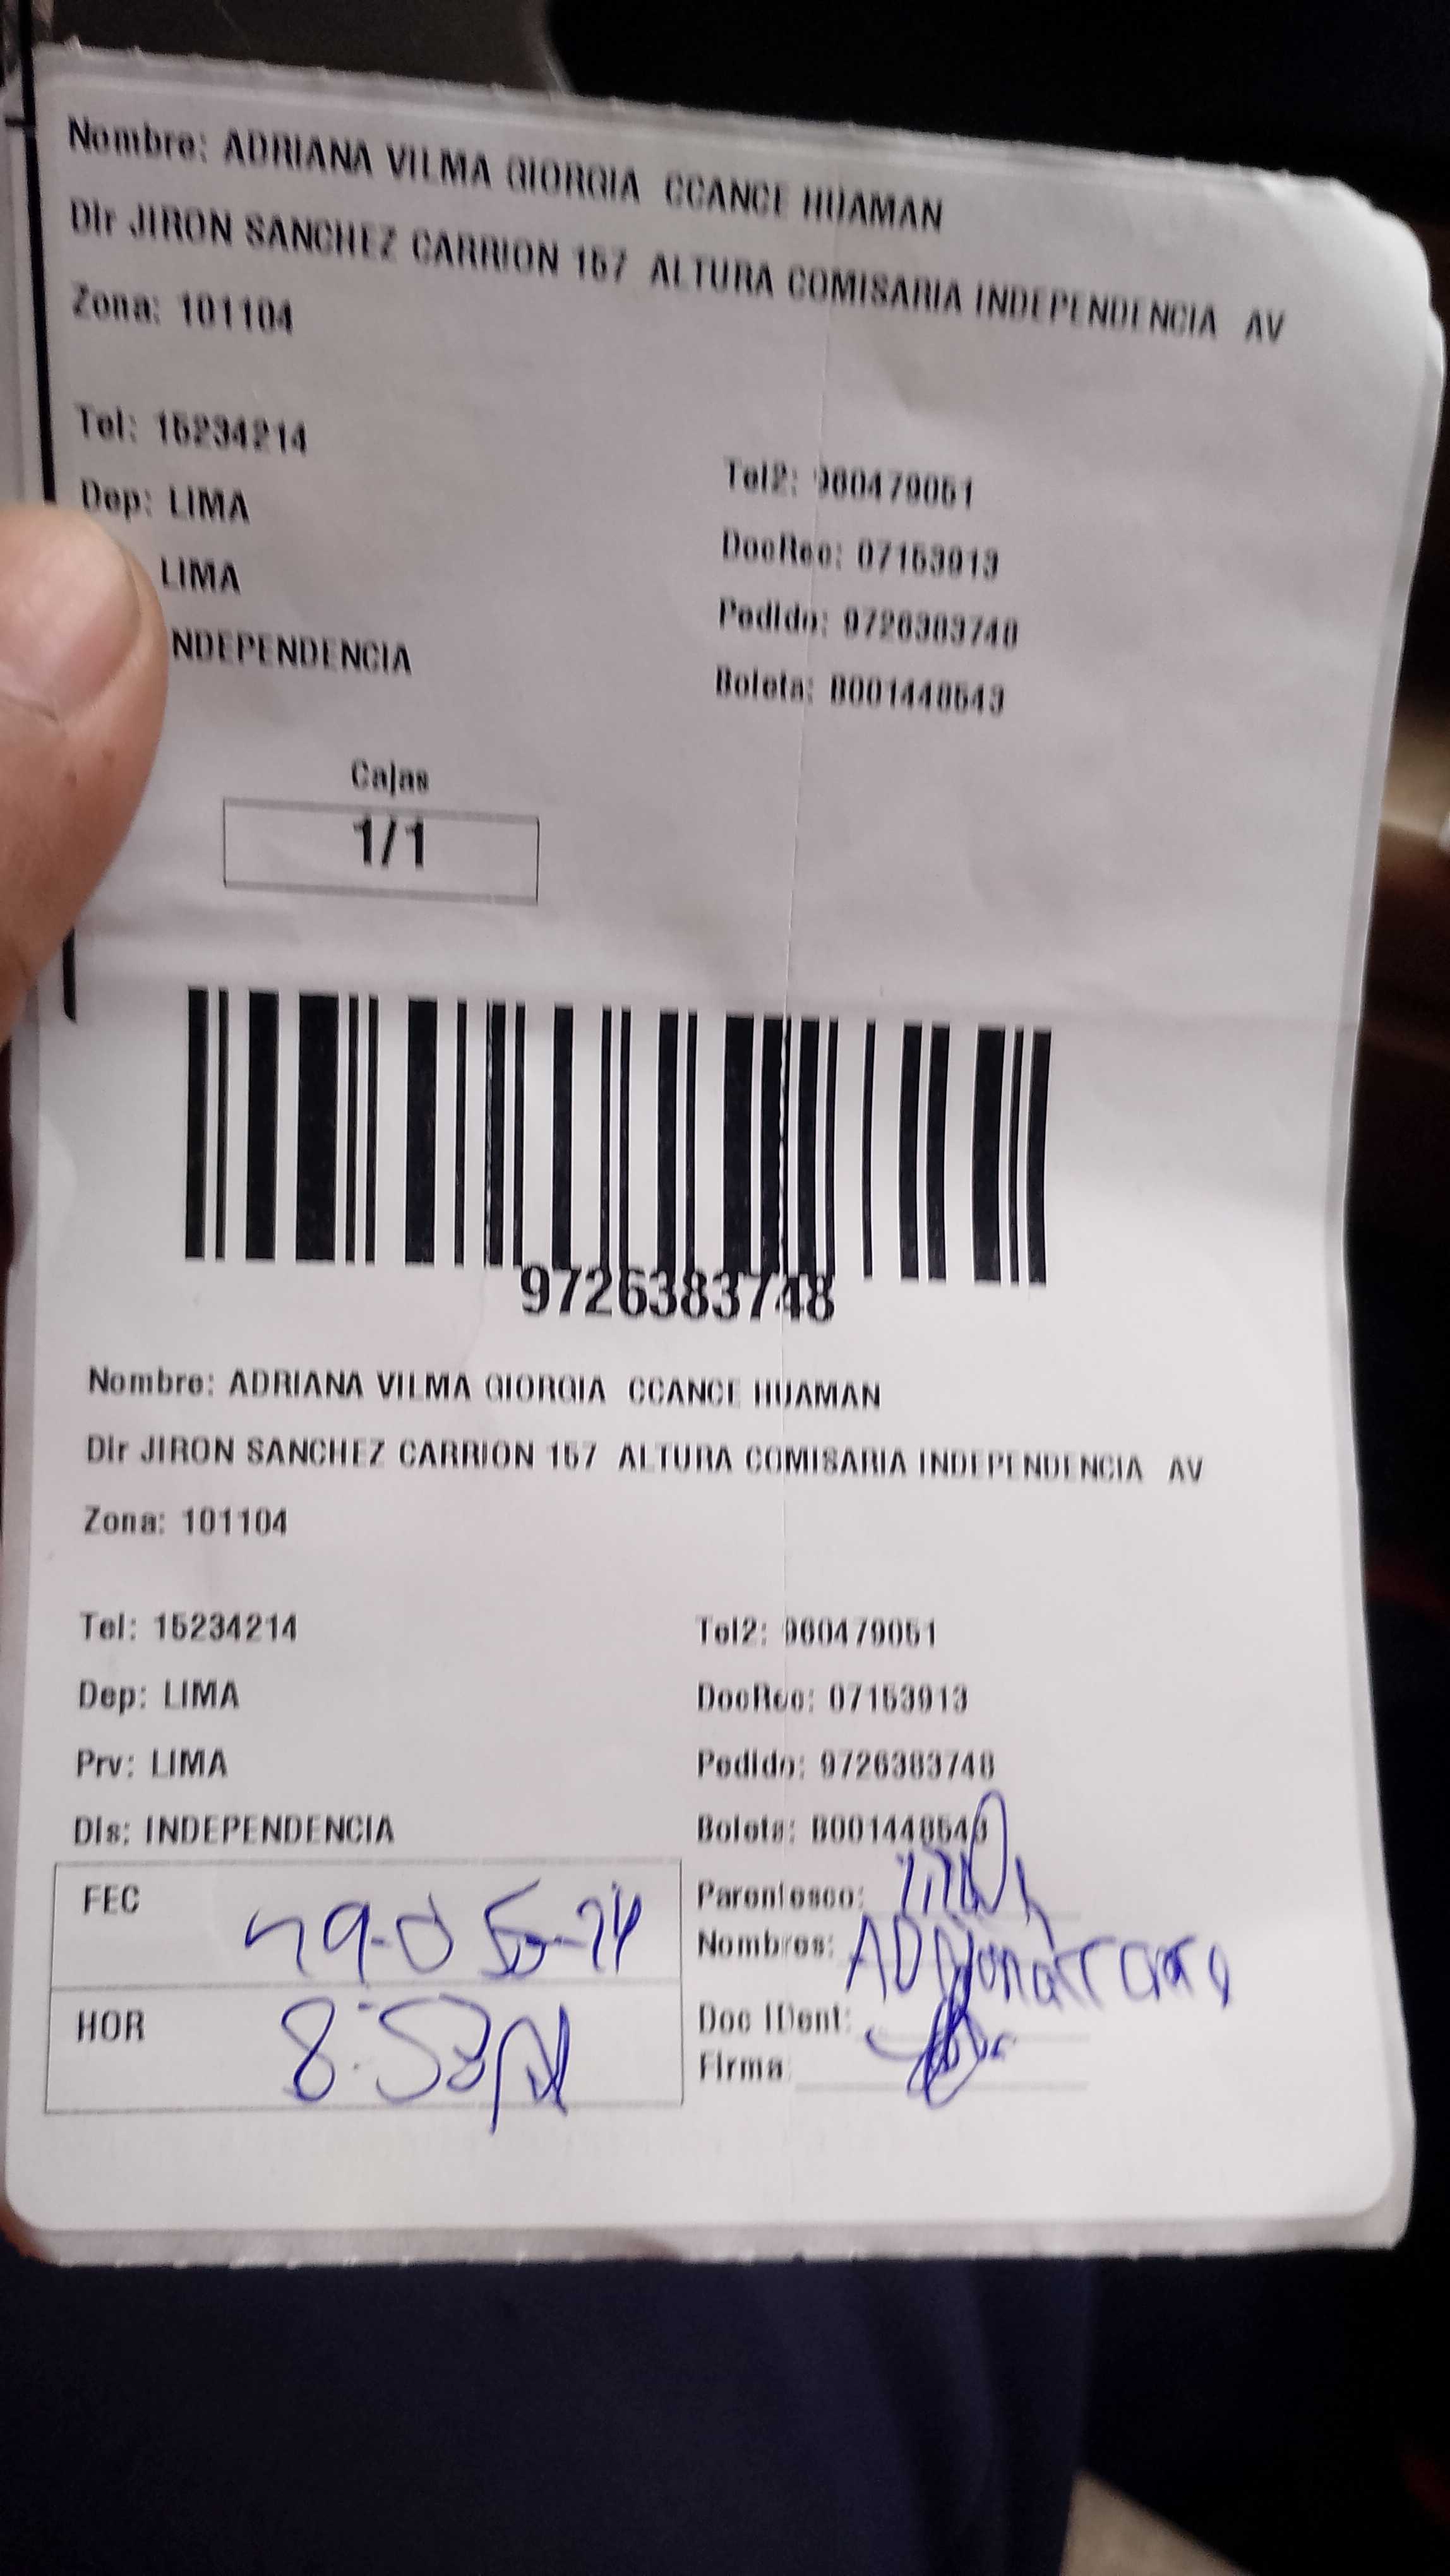 Nombre: ADRIANA VILMA GIORGIA CCANCE HUAMAN
Dir JIRON SANCHEZ CARRION 157 ALTURA COMISARIA INDEPENDENCIA AV
Zona: 101104
Tel: 15234214
Tel2: 960479051
Dep: LIMA
DocRec: 07153913
LIMA
Pedido: 9726383748
NDEPENDENCIA
Boleta: B001448543
Cajas
1/1
9726383748
Nombre: ADRIANA VILMA GIORGIA CCANCE HUAMAN
Dir JIRON SANCHEZ CARRION 157 ALTURA COMISARIA INDEPENDENCIA AV
Zona: 101104
Tel: 15234214
Tel2: 960479051
Dep: LIMA
DocRec: 07153913
Prv: LIMA
Pedido: 9726383748
Dis: INDEPENDENCIA
Boleta: B001448543
FEC
Parentesco:
Nombres:
HOR 8:53
Doc IDent:
Firma